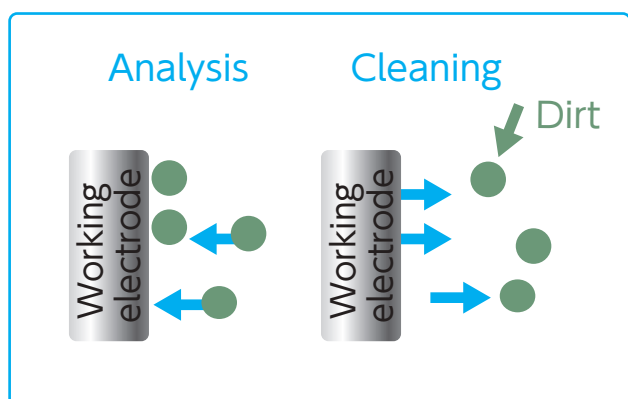 Analysis
Cleaning
Dirt
Working
electrode
Working
electrode